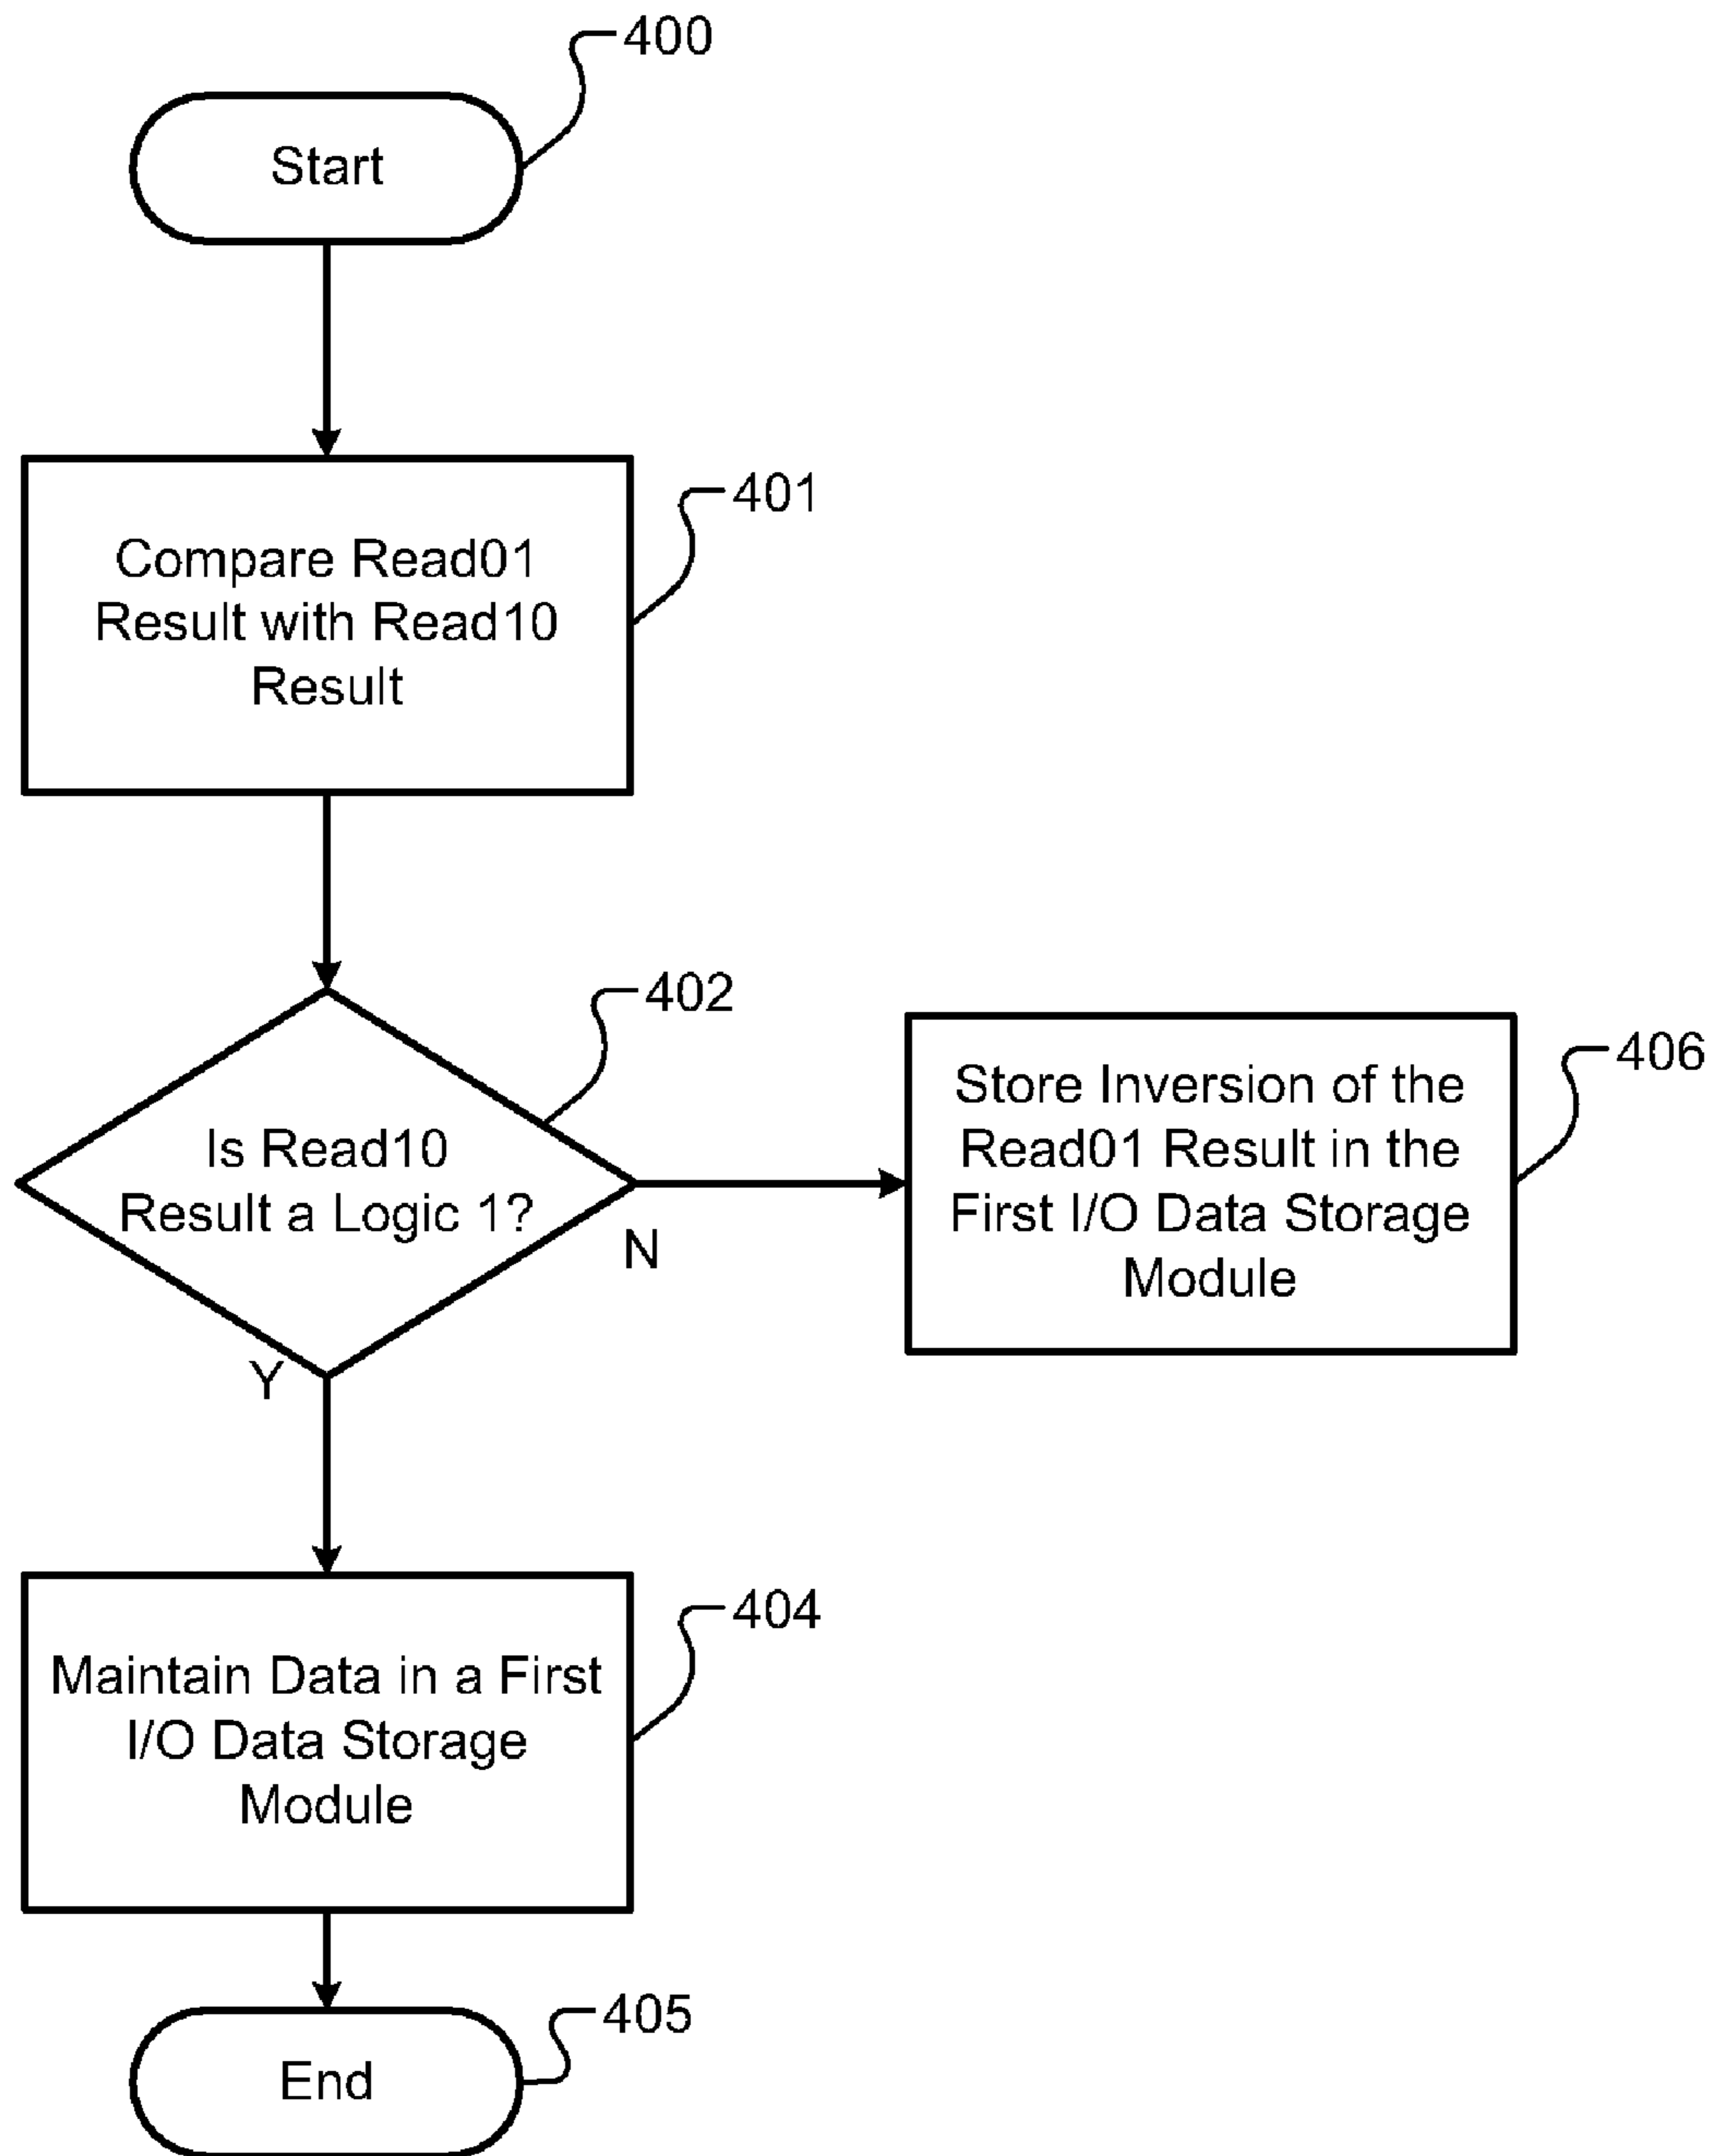 400
Start
401
Compare Read01
Result with Read10
Result
402
Is Read10
Result a Logic 1?
N
Y
406
Store Inversion of the
Read01 Result in the
First I/O Data Storage
Module
404
Maintain Data in a First
I/O Data Storage
Module
405
End